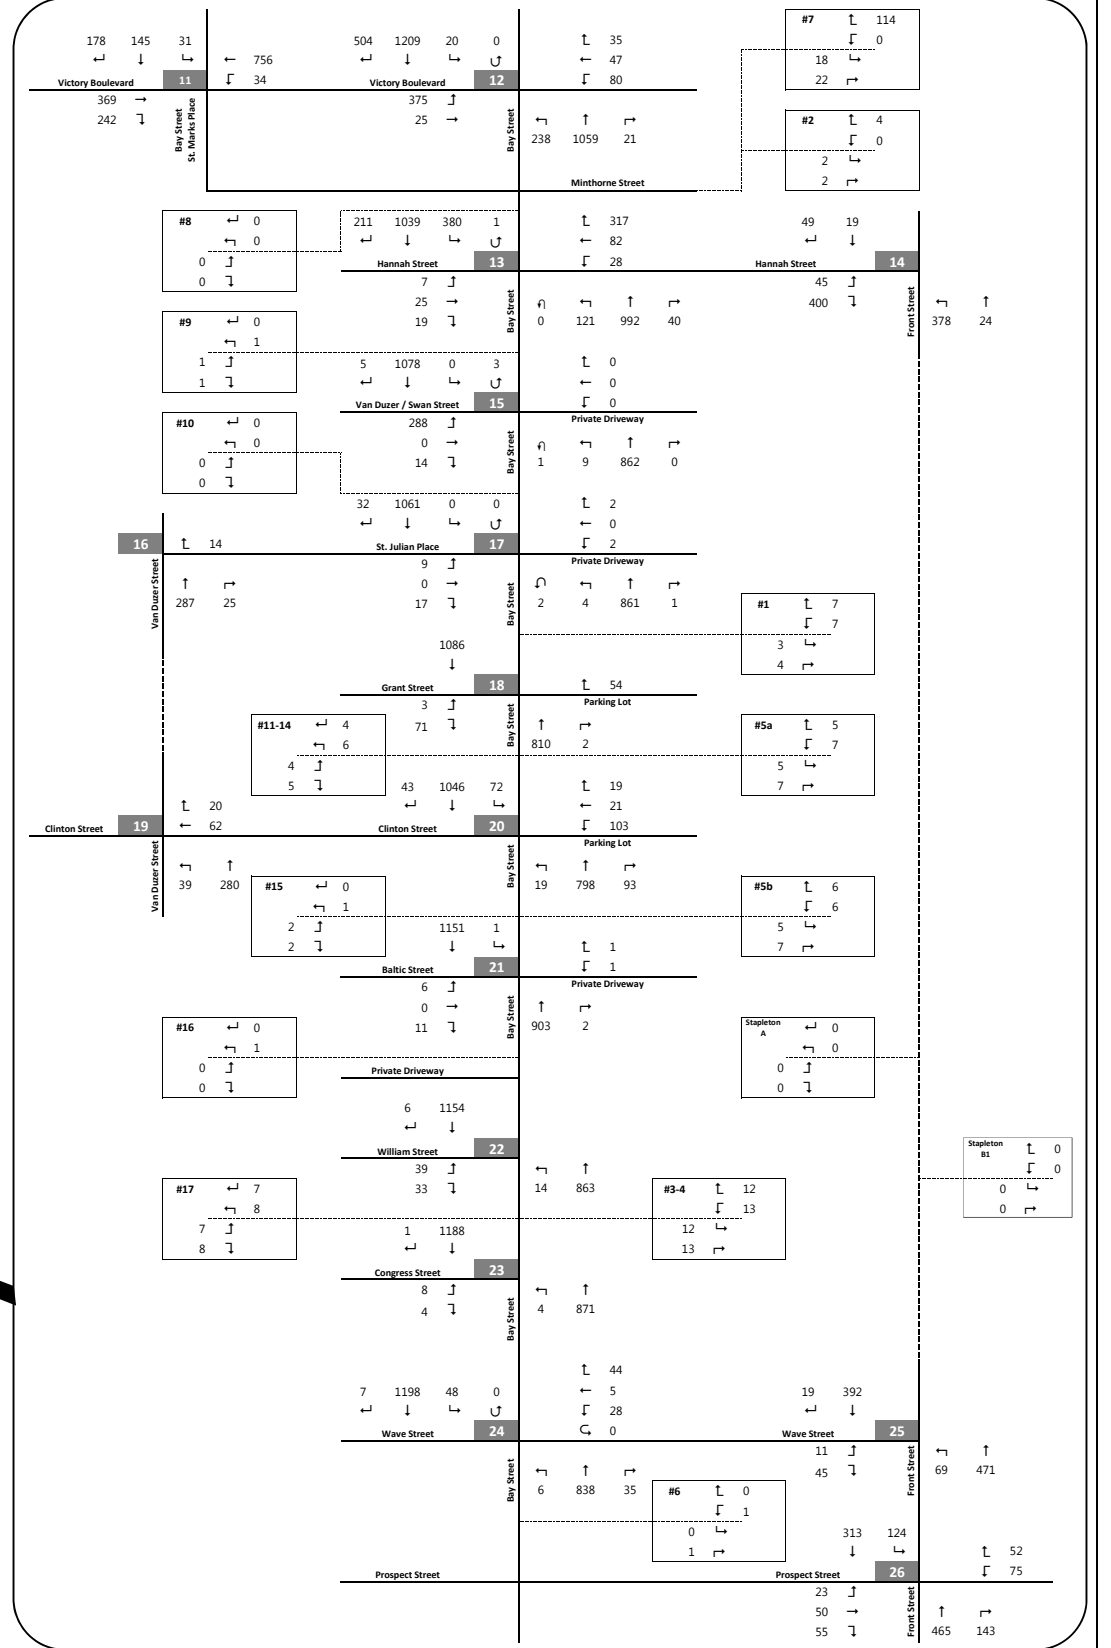 #7 ↰ 114
178 145 31 504 1209 20 0 35 0
← 756 ← 47 18
Victory Boulevard 11 34 Victory Boulevard 12 80 22
369 → 375
242 25 → #2 4
Bay Street
St. Marks Place
Bay Street
238 1059 21 0
2
Minthorne Street 2
#8 0 211 1039 380 1 317 49 19
0 ← 82
0 Hannah Street 13 28 Hannah Street 14
0 7 45
25 → 400
#9 0 19
Bay Street
0 121 992 40
Front Street
378 24
1
1 5 1078 0 3 0
1 ← 0
Van Duzer / Swan Street 15 0
#10 0 288 Private Driveway
0 0 →
0 14
Bay Street
1 9 862 0
0
32 1061 0 0 2
← 0
16 14 St. Julian Place 17 2
9 Private Driveway
0 →
Van Duzer Street
287 25 17
Bay Street
2 4 861 1
#1 7
7
1086 3
4
Grant Street 18 54
3 Parking Lot
#11-14 4 71
Bay Street
810 2
#5a 5
6 7
4 5
5 43 1046 72 19 7
20 ← 21
Clinton Street 19 ← 62 Clinton Street 20 103
Parking Lot
Van Duzer Street
39 280
Bay Street
19 798 93
#15 0 #5b 6
1 6
2 1151 1 5
2 1 7
Baltic Street 21 1
6 Private Driveway
0 →
#16 0 11
Bay Street
903 2
Stapleton
A
0
1 0
0 0
0 Private Driveway 0
6 1154
Stapleton
B1
0
William Street 22 0
39 0
#17 7 33 14 863 #3-4 12 0
8 13
7 1 1188 12
8 13
Congress Street 23
8
4
Bay Street
4 871
44
7 1198 48 0 ← 5 19 392
28
Wave Street 24 0 Wave Street 25
11
Bay Street
6 838 35 45
Front Street
69 471
#6 0
1
0 313 124
1 52
Prospect Street Prospect Street 26 75
23
50 →
55
Front Street
465 143